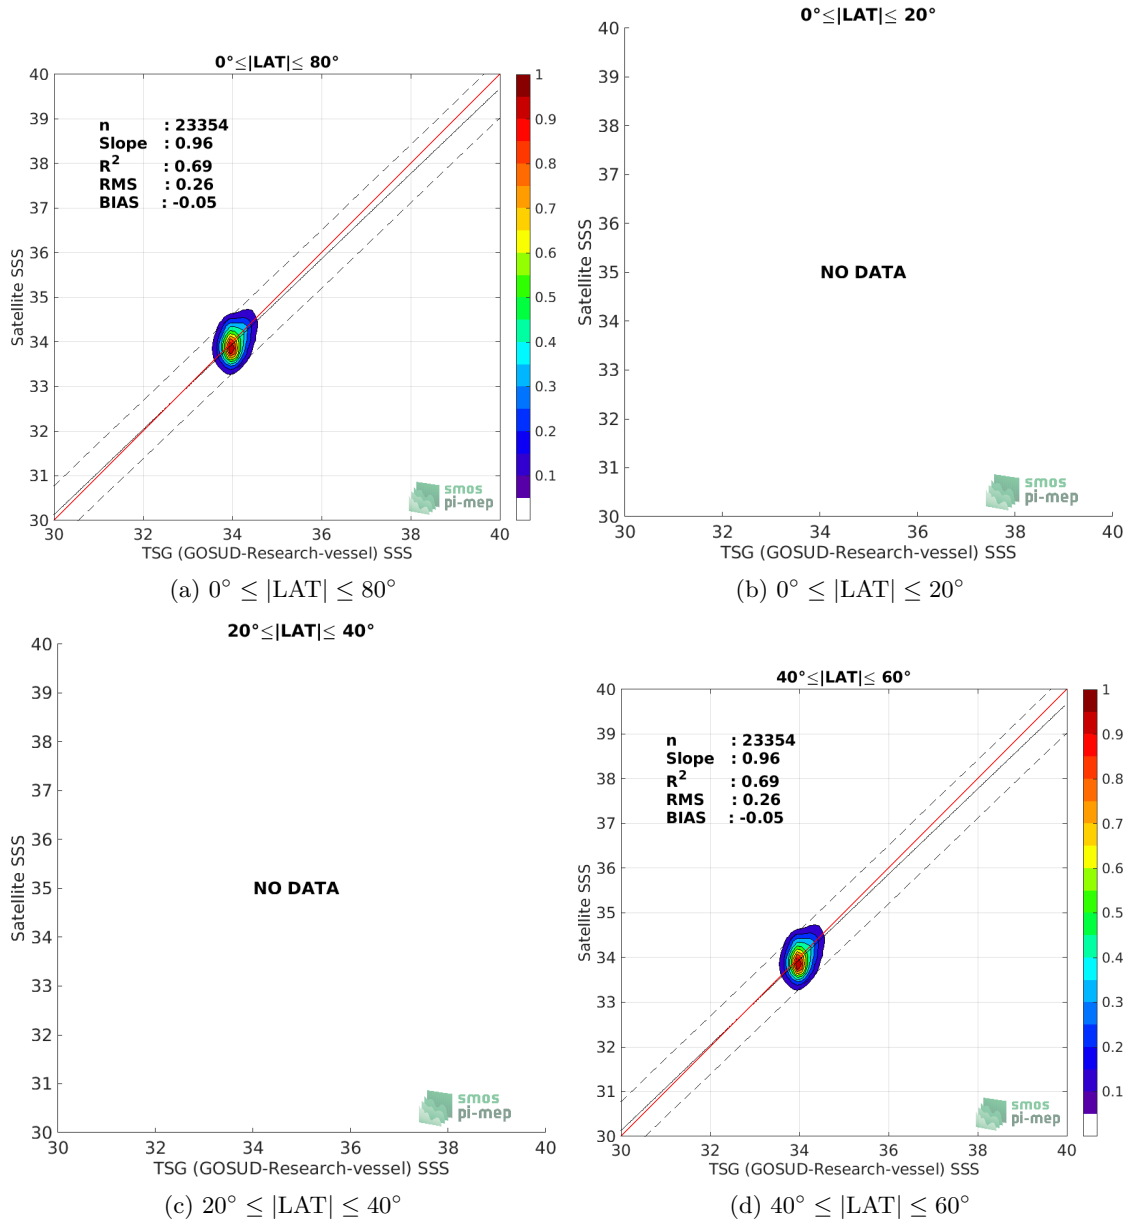 0°≤|LAT|≤ 80°
40
39
38
37
36
35
34
33
32
31
30
n : 23354
Slope : 0.96
R² : 0.69
RMS : 0.26
BIAS : -0.05
Satellite SSS
30 32 34 36 38 40
TSG (GOSUD-Research-vessel) SSS
1
0.9
0.8
0.7
0.6
0.5
0.4
0.3
0.2
0.1
smos
pi-mep
(a) 0° ≤ |LAT| ≤ 80°
0°≤|LAT|≤ 20°
40
39
38
37
36
35
34
33
32
31
30
Satellite SSS
NO DATA
smos
pi-mep
30 32 34 36 38 40
TSG (GOSUD-Research-vessel) SSS
(b) 0° ≤ |LAT| ≤ 20°
20°≤|LAT|≤ 40°
40
39
38
37
36
35
34
33
32
31
30
Satellite SSS
NO DATA
smos
pi-mep
30 32 34 36 38 40
TSG (GOSUD-Research-vessel) SSS
(c) 20° ≤ |LAT| ≤ 40°
40°≤|LAT|≤ 60°
40
39
38
37
36
35
34
33
32
31
30
n : 23354
Slope : 0.96
R² : 0.69
RMS : 0.26
BIAS : -0.05
Satellite SSS
30 32 34 36 38 40
TSG (GOSUD-Research-vessel) SSS
1
0.9
0.8
0.7
0.6
0.5
0.4
0.3
0.2
0.1
smos
pi-mep
(d) 40° ≤ |LAT| ≤ 60°